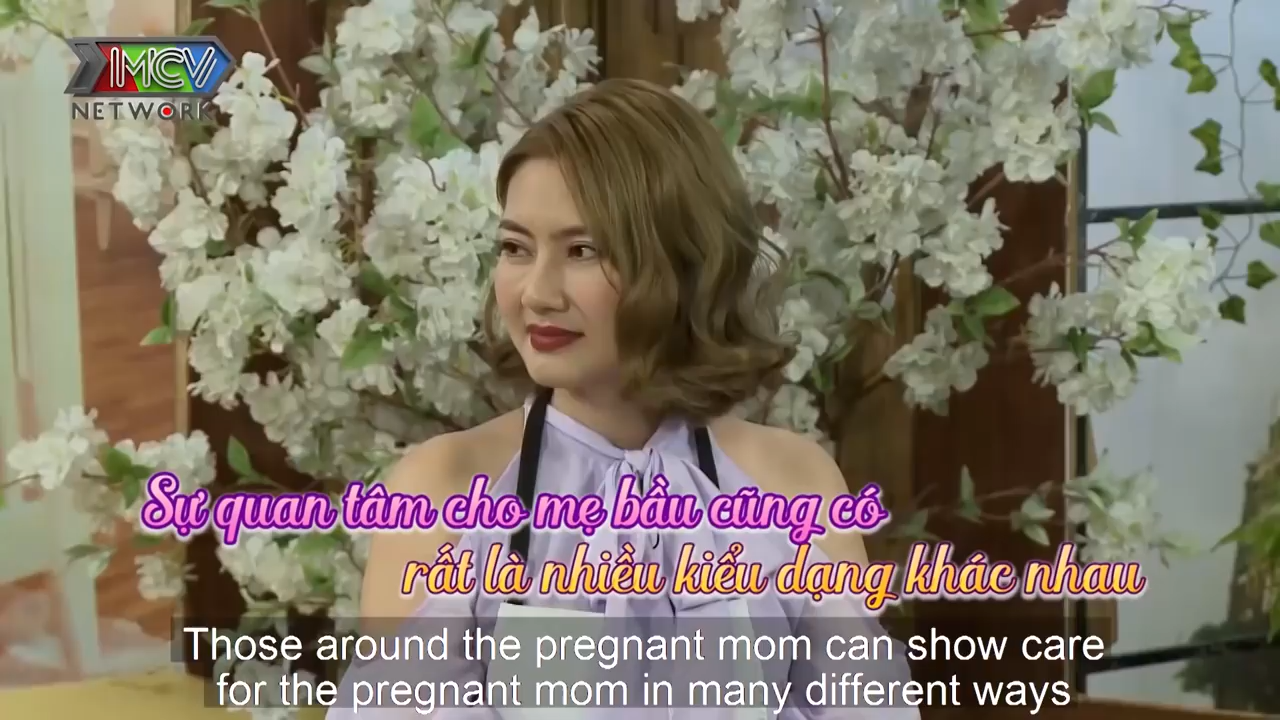 MCV
NETWORK
Sự quan tâm cho mẹ bầu cũng có
rất là nhiều kiểu dạng khác nhau
Those around the pregnant mom can show care
for the pregnant mom in many different ways